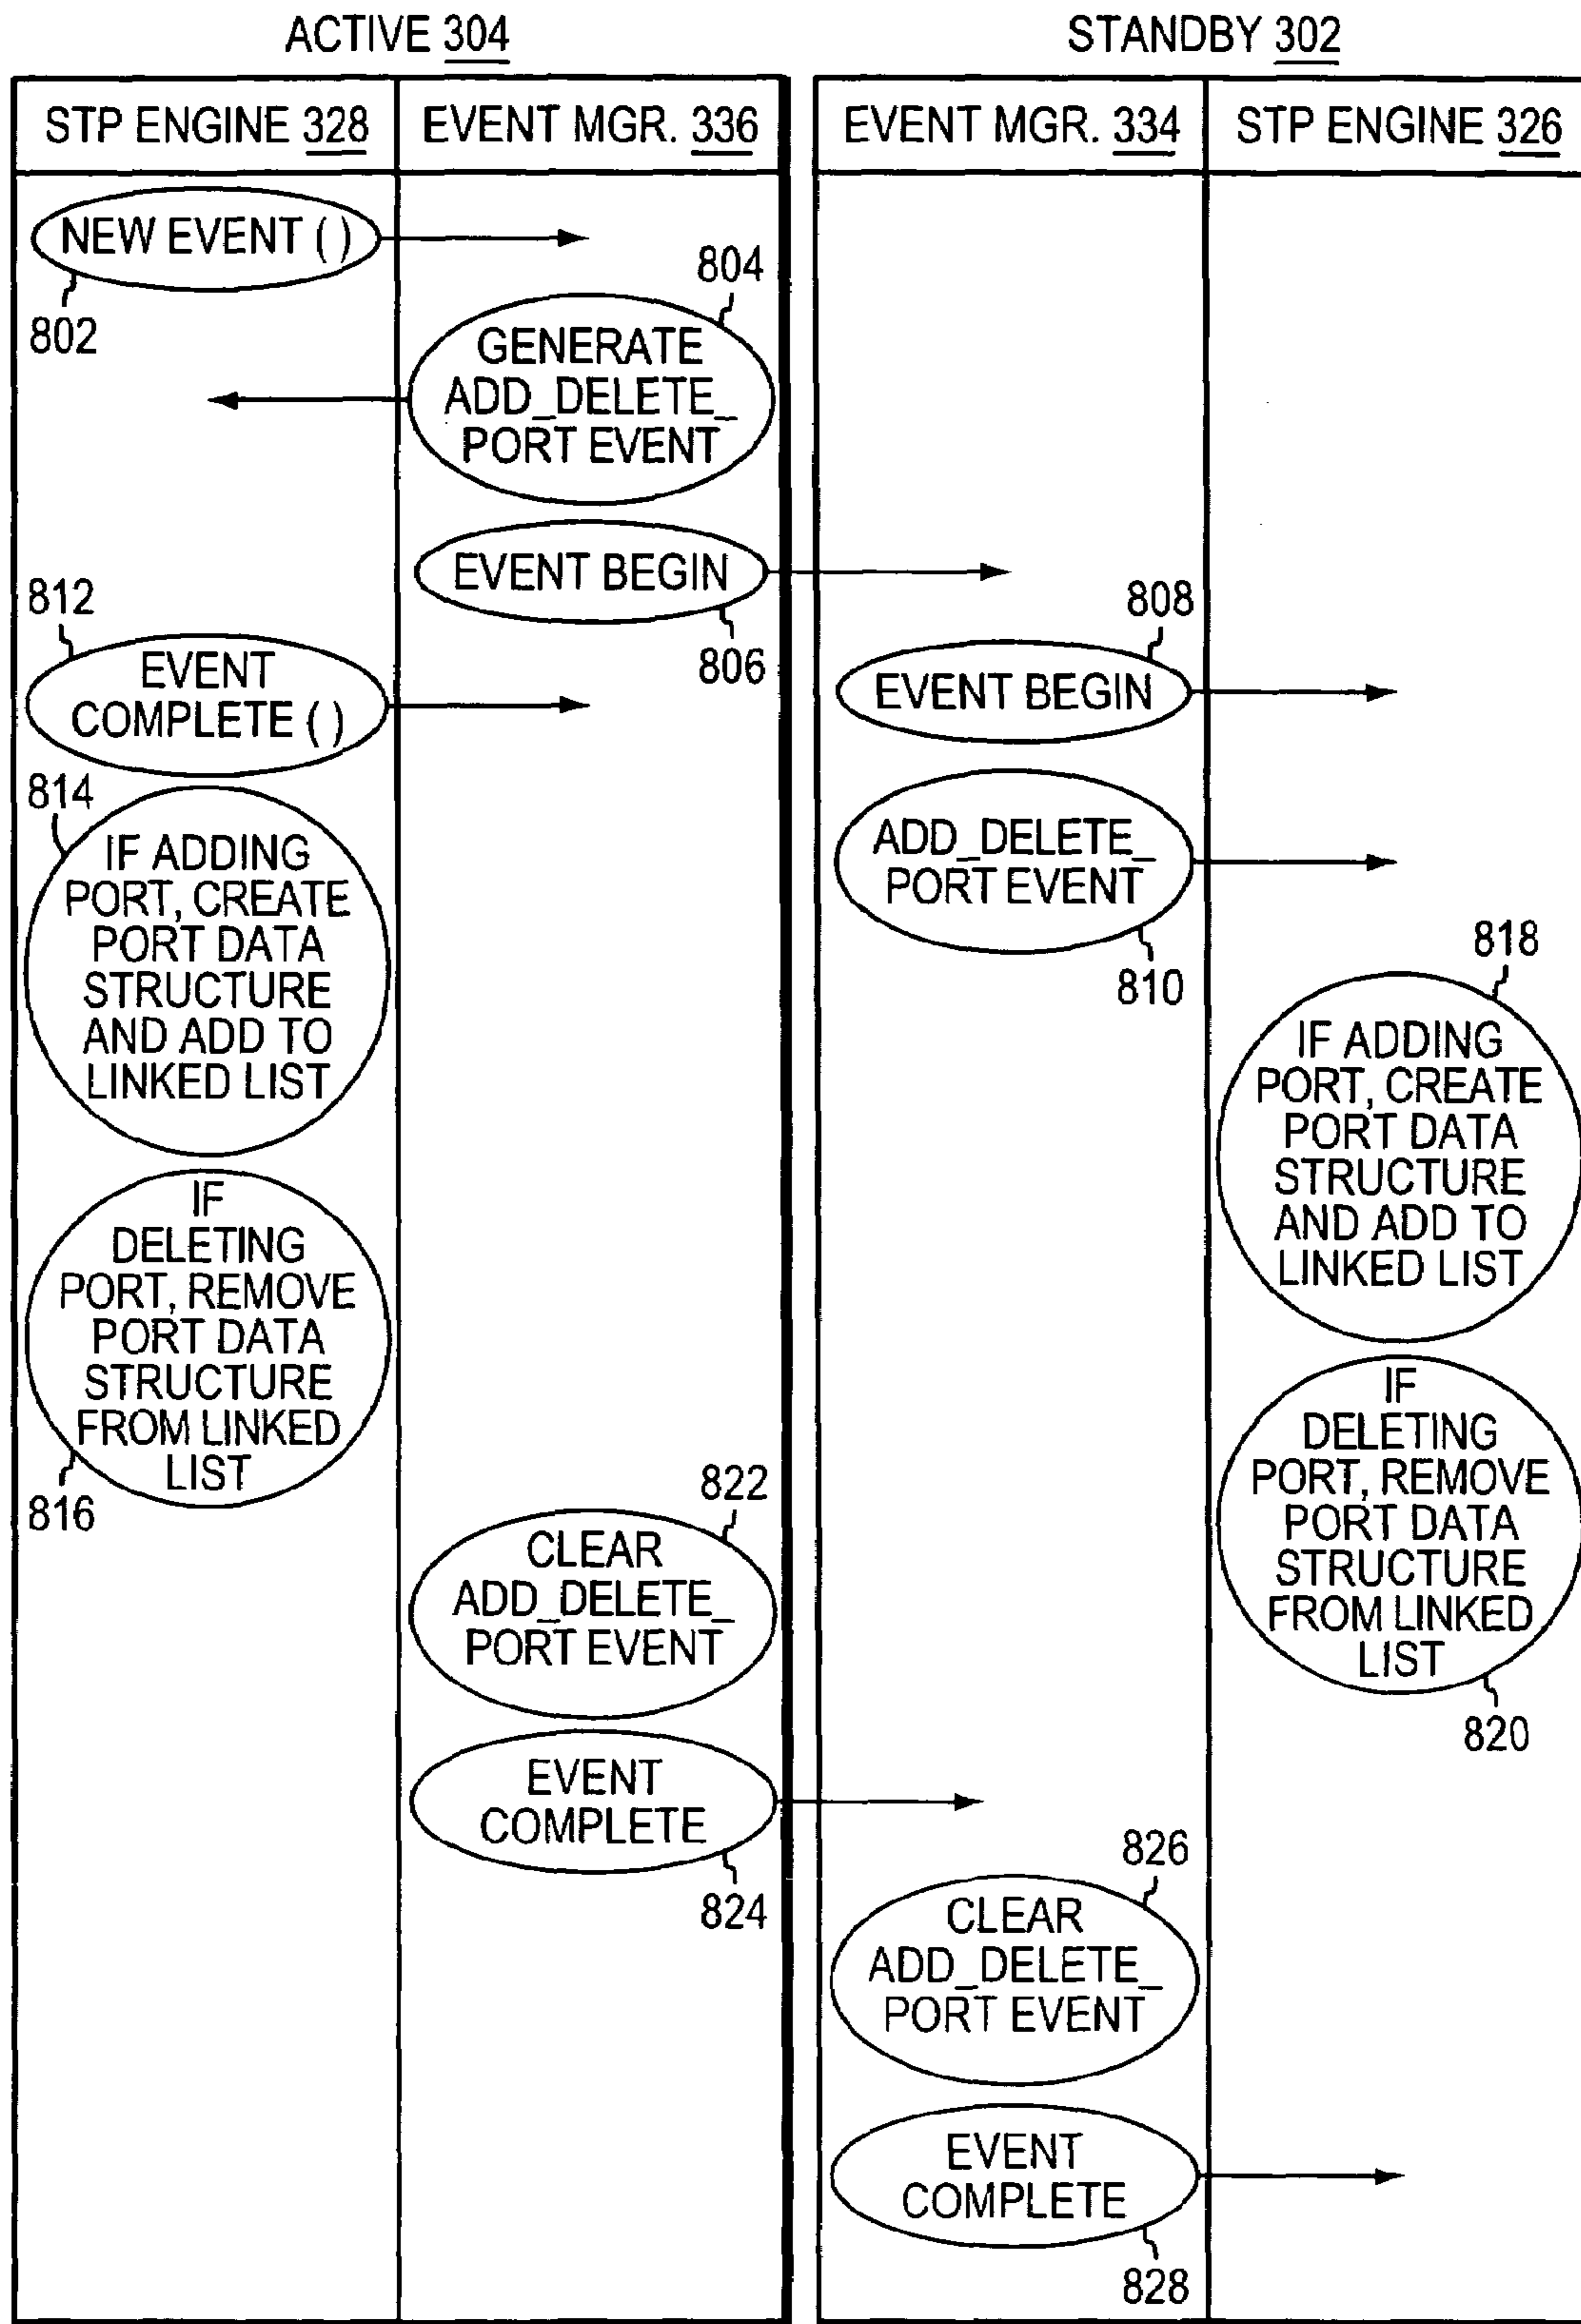 ACTIVE 304
STANDBY 302
STP ENGINE 328
EVENT MGR. 336
EVENT MGR. 334
STP ENGINE 326
NEW EVENT ( )
802
804
GENERATE
ADD_DELETE_
PORT EVENT
EVENT BEGIN
806
808
EVENT BEGIN
812
EVENT
COMPLETE ( )
ADD_DELETE_
PORT EVENT
810
814
IF ADDING
PORT, CREATE
PORT DATA
STRUCTURE
AND ADD TO
LINKED LIST
818
IF ADDING
PORT, CREATE
PORT DATA
STRUCTURE
AND ADD TO
LINKED LIST
IF
DELETING
PORT, REMOVE
PORT DATA
STRUCTURE
FROM LINKED
LIST
816
IF
DELETING
PORT, REMOVE
PORT DATA
STRUCTURE
FROM LINKED
LIST
820
822
CLEAR
ADD_DELETE_
PORT EVENT
EVENT
COMPLETE
824
826
CLEAR
ADD_DELETE_
PORT EVENT
EVENT
COMPLETE
828